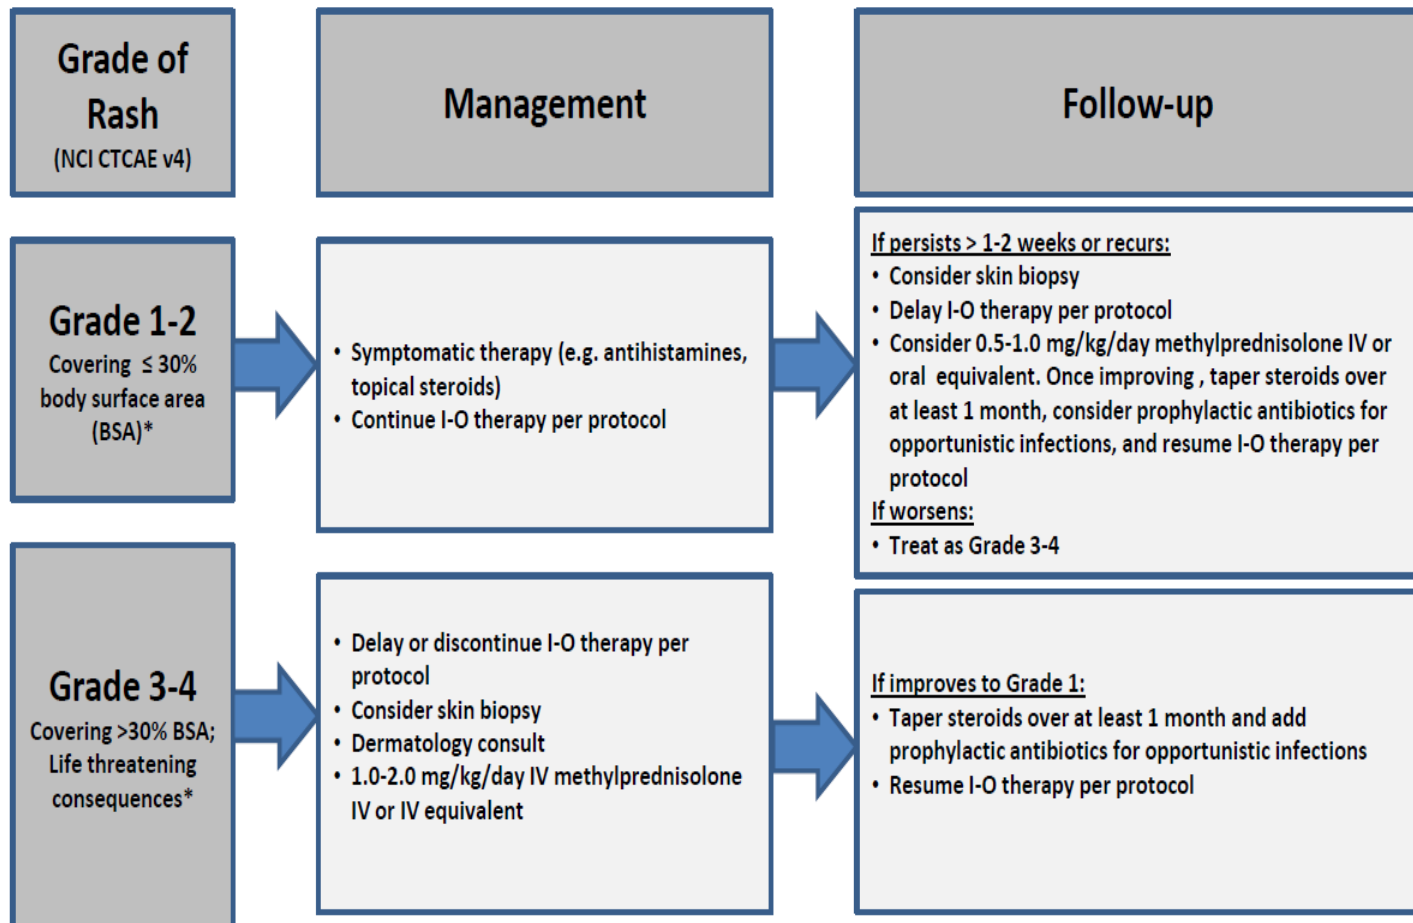 Grade of
Rash
(NCI CTCAE v4)
Management
Follow-up
Grade 1-2
Covering ≤ 30%
body surface area
(BSA)*
• Symptomatic therapy (e.g. antihistamines,
topical steroids)
• Continue I-O therapy per protocol
If persists > 1-2 weeks or recurs:
• Consider skin biopsy
• Delay I-O therapy per protocol
• Consider 0.5-1.0 mg/kg/day methylprednisolone IV or
oral equivalent. Once improving , taper steroids over
at least 1 month, consider prophylactic antibiotics for
opportunistic infections, and resume I-O therapy per
protocol
If worsens:
• Treat as Grade 3-4
Grade 3-4
Covering >30% BSA;
Life threatening
consequences*
• Delay or discontinue I-O therapy per
protocol
• Consider skin biopsy
• Dermatology consult
• 1.0-2.0 mg/kg/day IV methylprednisolone
IV or IV equivalent
If improves to Grade 1:
• Taper steroids over at least 1 month and add
prophylactic antibiotics for opportunistic infections
• Resume I-O therapy per protocol